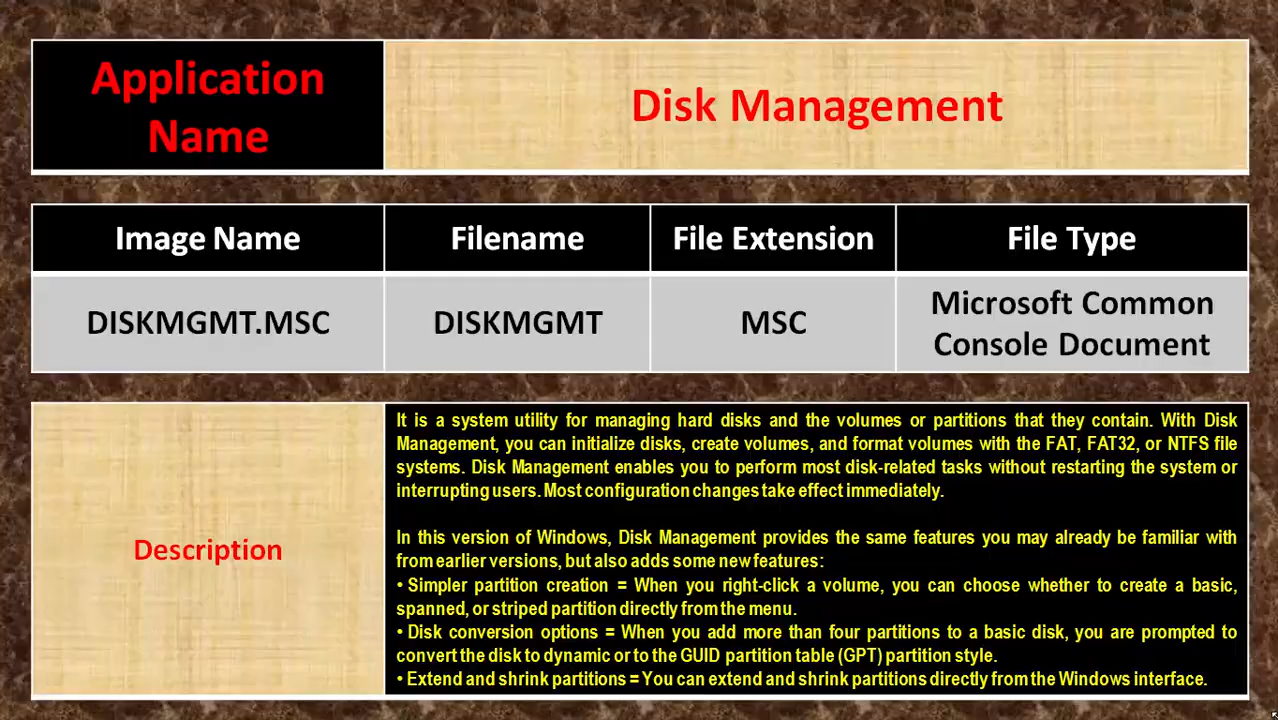 Application
Name
Disk Management
Image Name
Filename
File Extension
File Type
DISKMGMT.MSC
DISKMGMT
MSC
Microsoft Common
Console Document
Description
It is a system utility for managing hard disks and the volumes or partitions that they contain. With Disk
Management, you can initialize disks, create volumes, and format volumes with the FAT, FAT32, or NTFS file
systems. Disk Management enables you to perform most disk-related tasks without restarting the system or
interrupting users. Most configuration changes take effect immediately.
In this version of Windows, Disk Management provides the same features you may already be familiar with
from earlier versions, but also adds some new features:
• Simpler partition creation = When you right-click a volume, you can choose whether to create a basic,
spanned, or striped partition directly from the menu.
• Disk conversion options = When you add more than four partitions to a basic disk, you are prompted to
convert the disk to dynamic or to the GUID partition table (GPT) partition style.
• Extend and shrink partitions = You can extend and shrink partitions directly from the Windows interface.